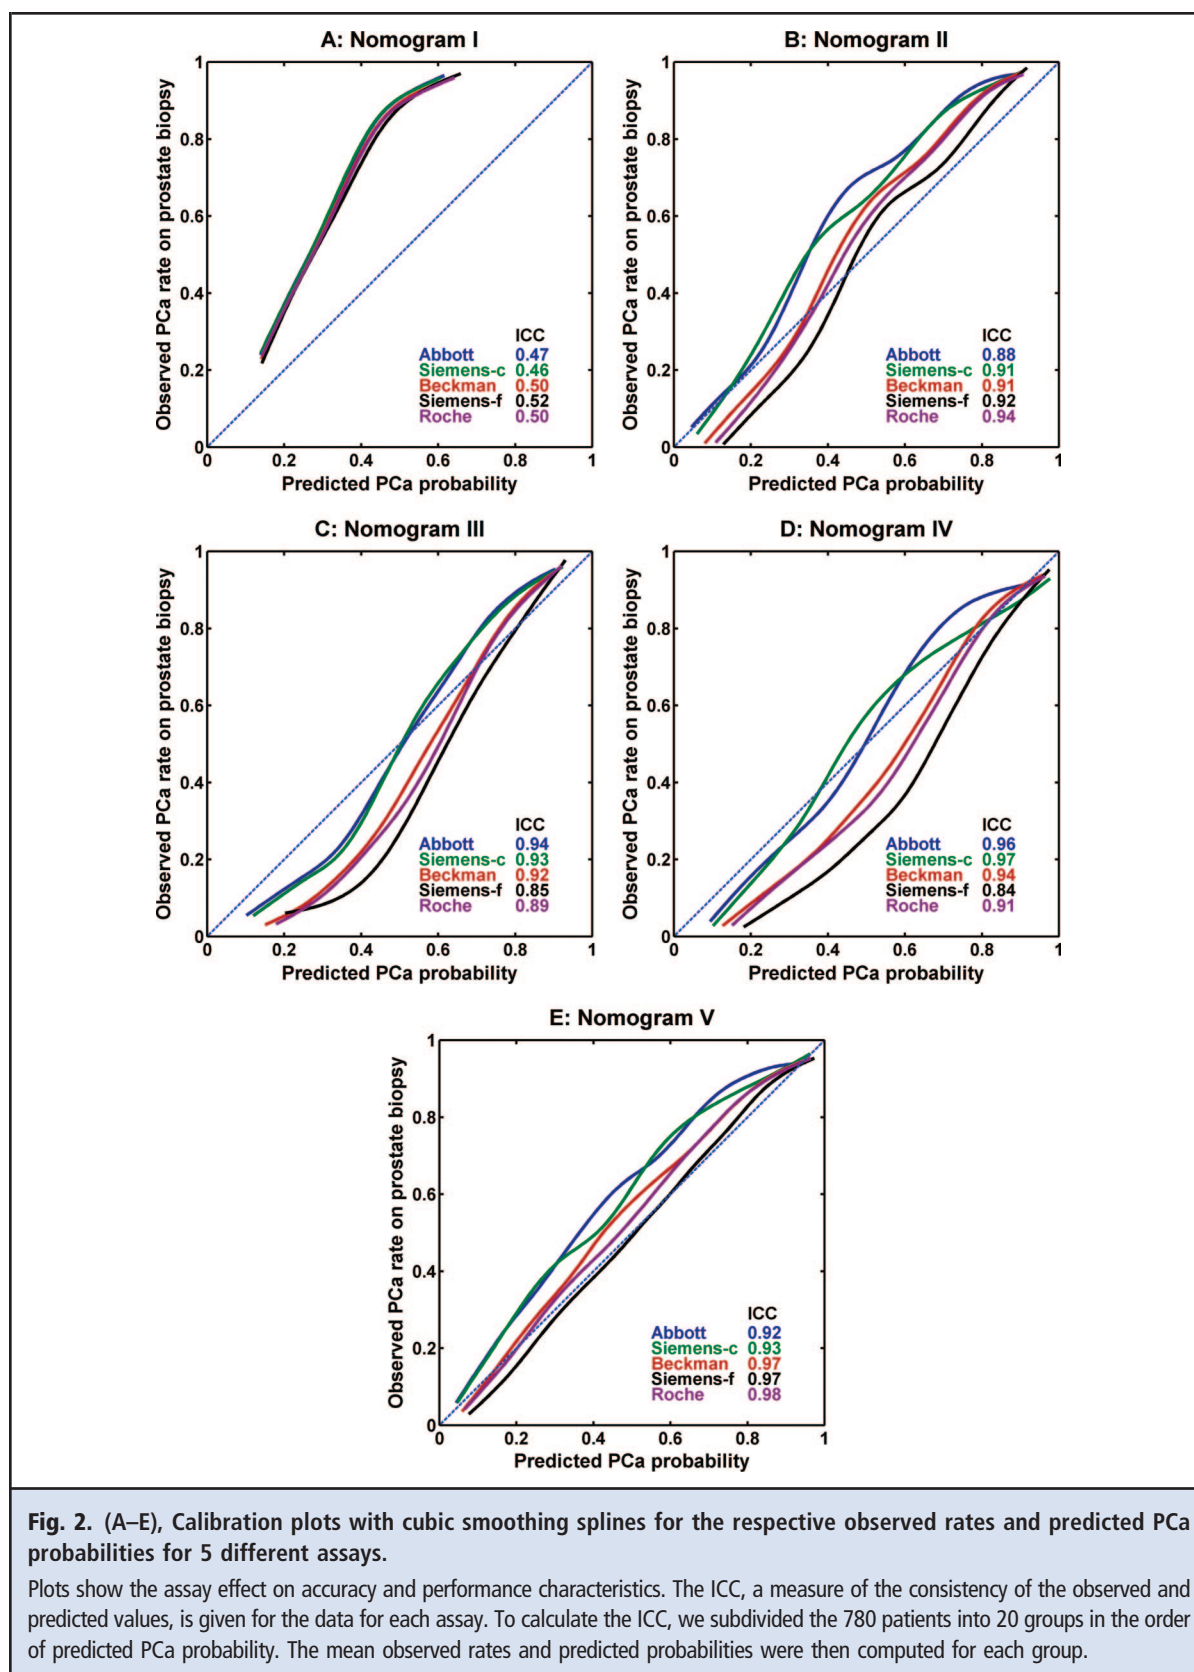 A: Nomogram I
Observed PCa rate on prostate biopsy
1
0.8
0.6
0.4
0.2
0
ICC
Abbott 0.47
Siemens-c 0.46
Beckman 0.50
Siemens-f 0.52
Roche 0.50
0 0.2 0.4 0.6 0.8 1
Predicted PCa probability
B: Nomogram II
Observed PCa rate on prostate biopsy
1
0.8
0.6
0.4
0.2
0
ICC
Abbott 0.88
Siemens-c 0.91
Beckman 0.91
Siemens-f 0.92
Roche 0.94
0 0.2 0.4 0.6 0.8 1
Predicted PCa probability
C: Nomogram III
Observed PCa rate on prostate biopsy
1
0.8
0.6
0.4
0.2
0
ICC
Abbott 0.94
Siemens-c 0.93
Beckman 0.92
Siemens-f 0.85
Roche 0.89
0 0.2 0.4 0.6 0.8 1
Predicted PCa probability
D: Nomogram IV
Observed PCa rate on prostate biopsy
1
0.8
0.6
0.4
0.2
0
ICC
Abbott 0.96
Siemens-c 0.97
Beckman 0.94
Siemens-f 0.84
Roche 0.91
0 0.2 0.4 0.6 0.8 1
Predicted PCa probability
E: Nomogram V
Observed PCa rate on prostate biopsy
1
0.8
0.6
0.4
0.2
0
ICC
Abbott 0.92
Siemens-c 0.93
Beckman 0.97
Siemens-f 0.97
Roche 0.98
0 0.2 0.4 0.6 0.8 1
Predicted PCa probability
Fig. 2. (A–E), Calibration plots with cubic smoothing splines for the respective observed rates and predicted PCa
probabilities for 5 different assays.
Plots show the assay effect on accuracy and performance characteristics. The ICC, a measure of the consistency of the observed and
predicted values, is given for the data for each assay. To calculate the ICC, we subdivided the 780 patients into 20 groups in the order
of predicted PCa probability. The mean observed rates and predicted probabilities were then computed for each group.